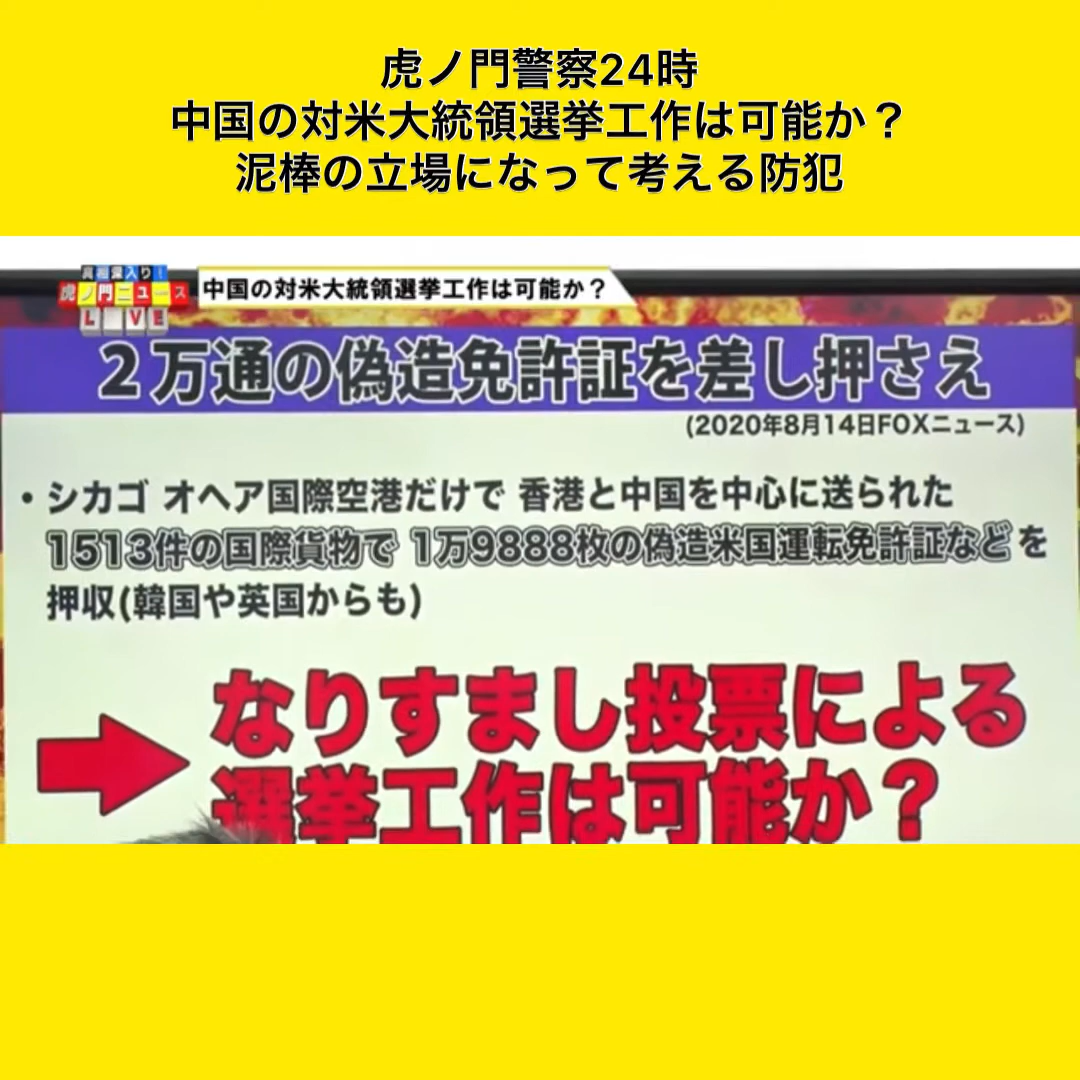 虎ノ門警察24時
中国の対米大統領選挙工作は可能か？
泥棒の立場になって考える防犯
真相深入り！
虎ノ門ニュース
LIVE
中国の対米大統領選挙工作は可能か？
２万通の偽造免許証を差し押さえ
(2020年8月14日FOXニュース)
・シカゴ オヘア国際空港だけで 香港と中国を中心に送られた
1513件の国際貨物で 1万9888枚の偽造米国運転免許証などを
押収(韓国や英国からも)
なりすまし投票による
選挙工作は可能か？